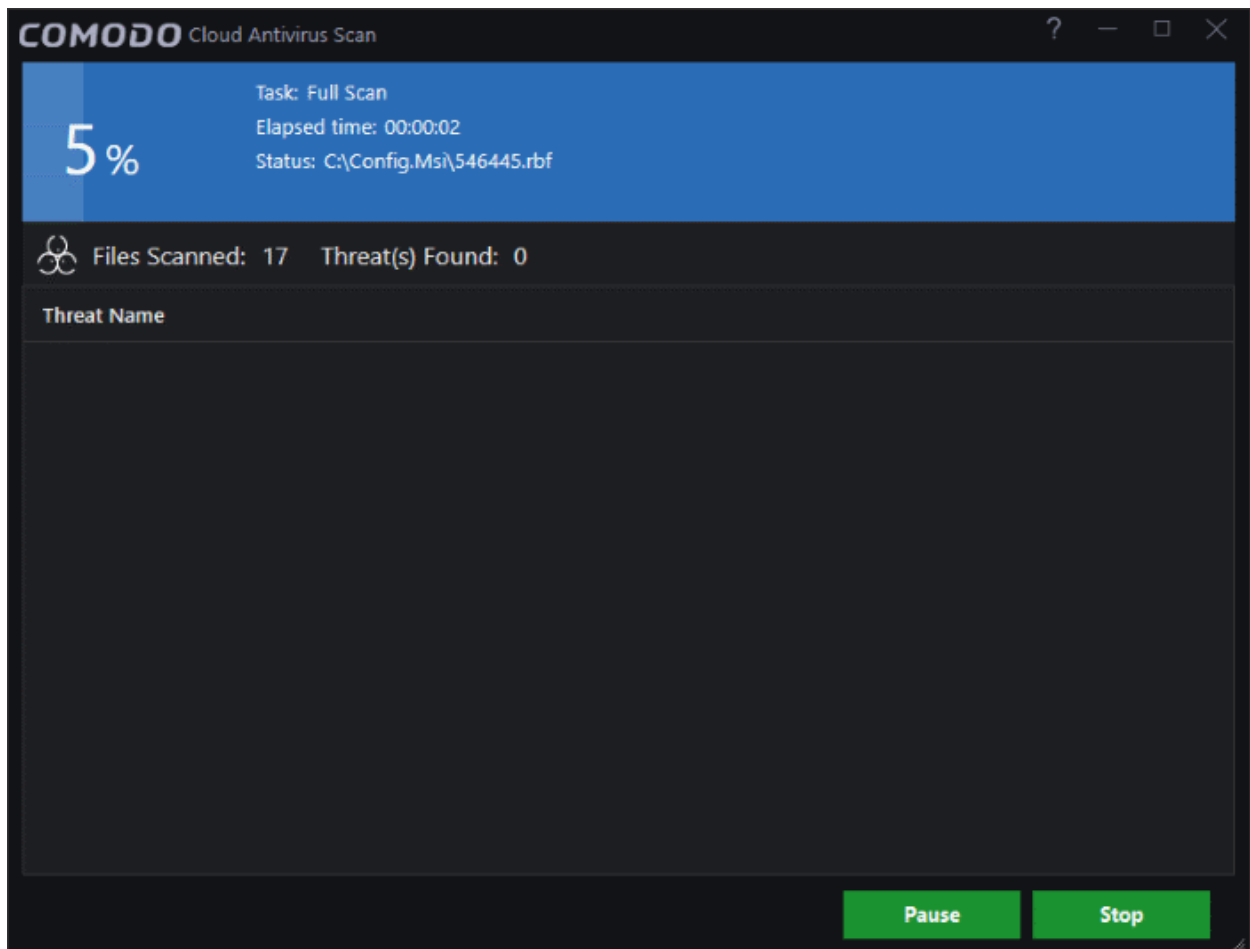 COMODO Cloud Antivirus Scan ?
5 %
Task: Full Scan
Elapsed time: 00:00:02
Status: C:\Config.Msi\546445.rbf
Files Scanned: 17 Threat(s) Found: 0
Threat Name
Pause Stop